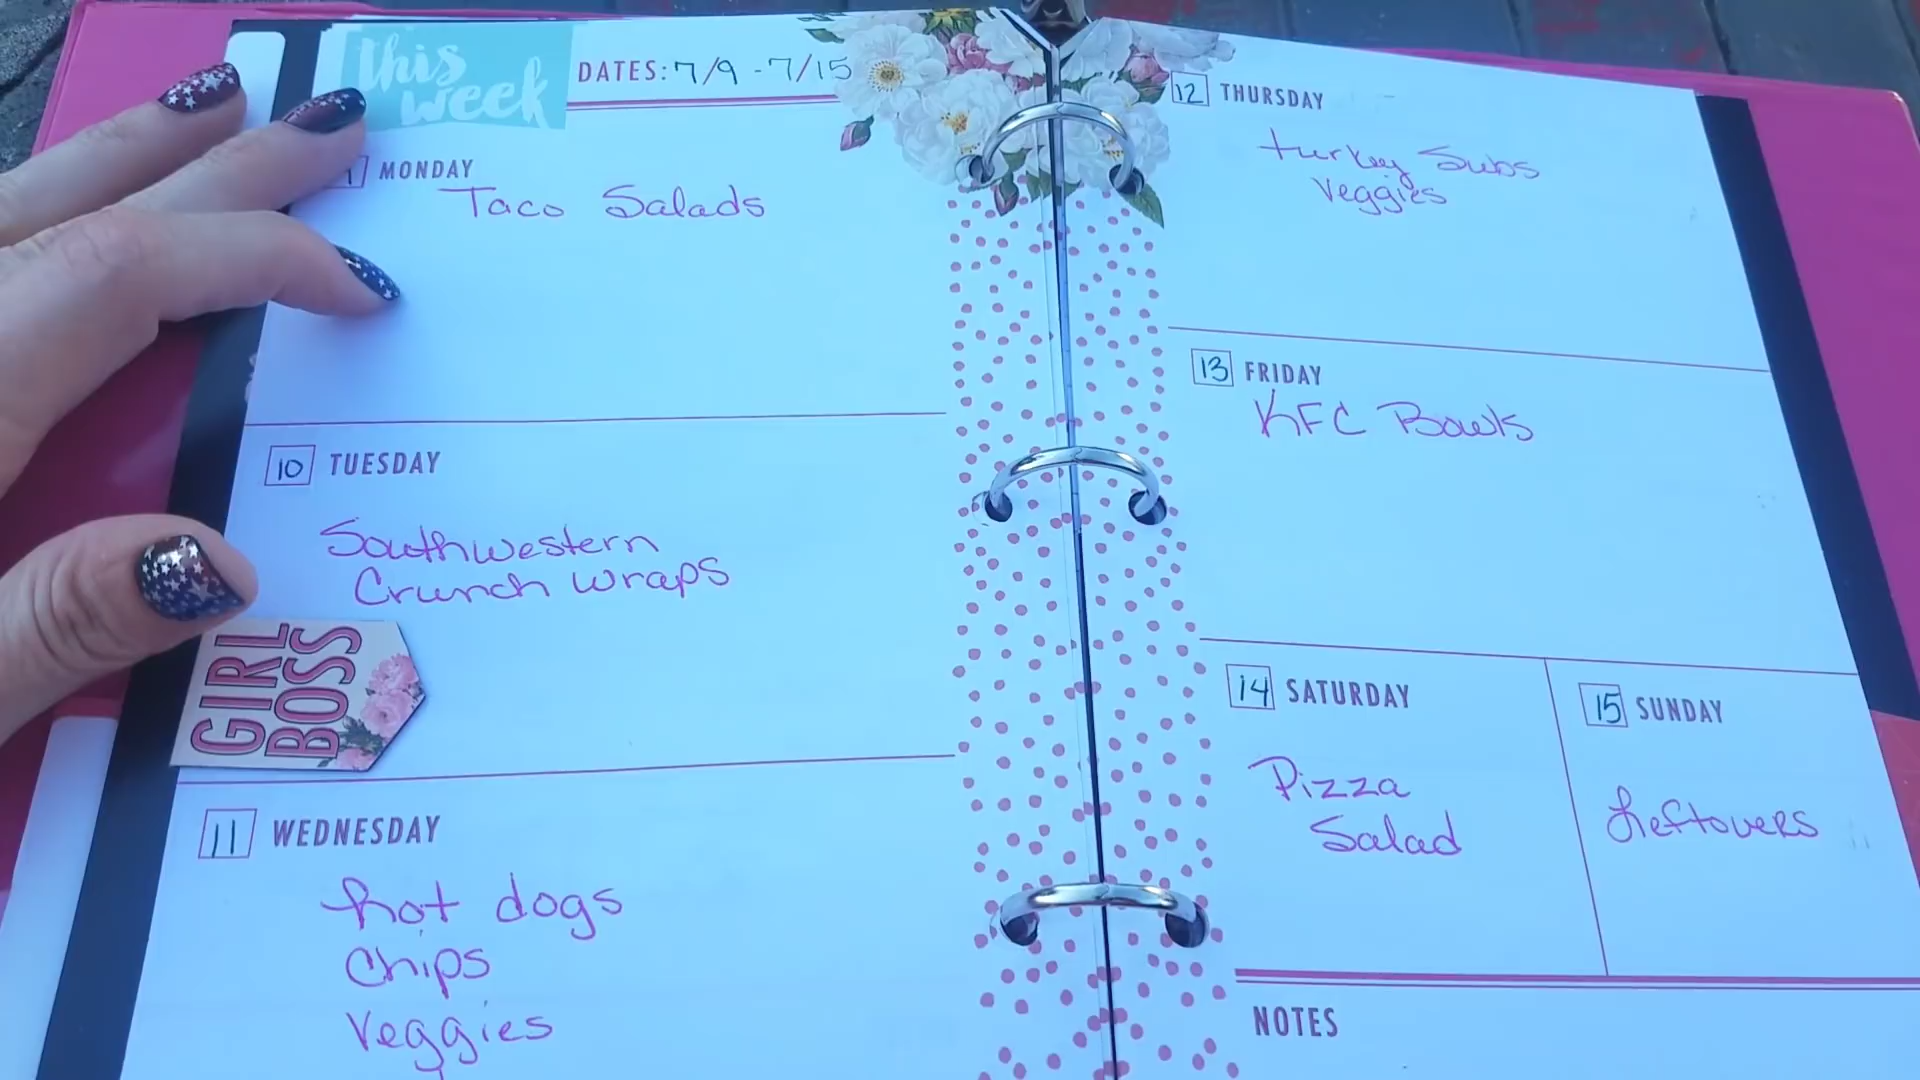 this
week
DATES: 7/9 - 7/15
MONDAY
Taco Salads
10 TUESDAY
Southwestern
Crunch wraps
GIRL
BOSS
11 WEDNESDAY
hot dogs
Chips
Veggies
12 THURSDAY
turkey Subs
Veggies
13 FRIDAY
KFC Bowls
14 SATURDAY
Pizza
Salad
15 SUNDAY
Leftovers
NOTES